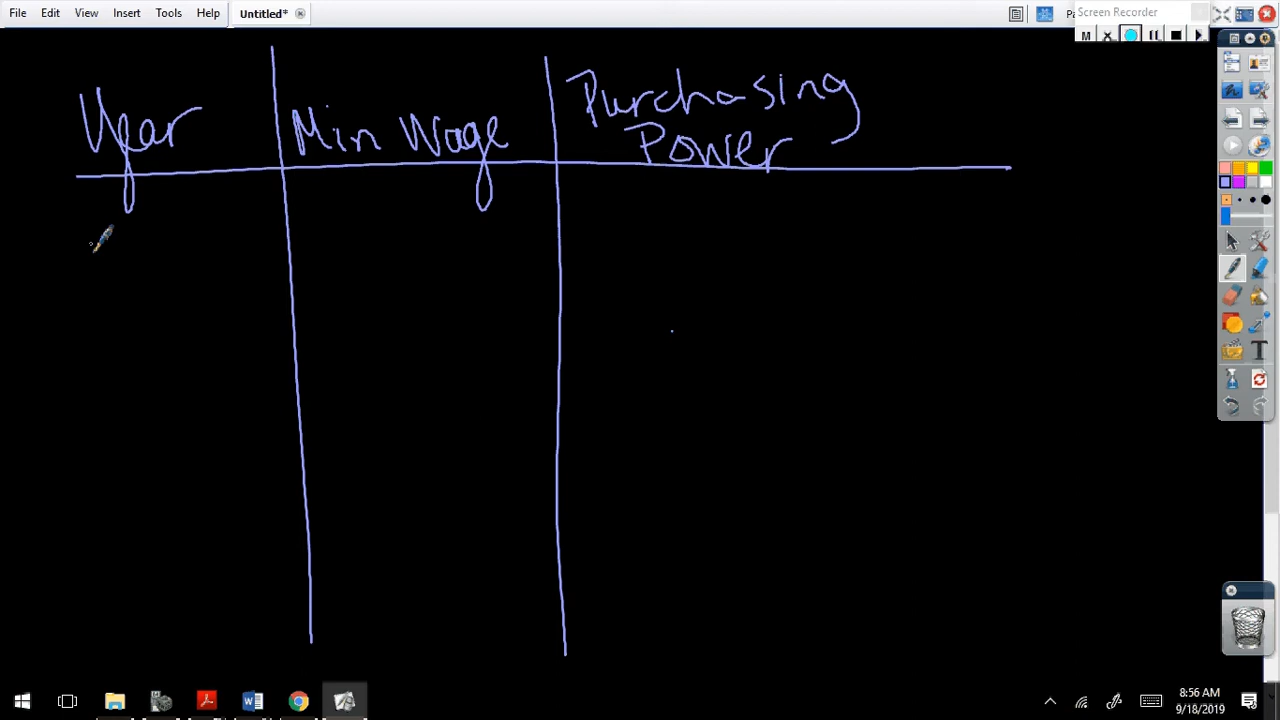 File Edit View Insert Tools Help Untitled*
Screen Recorder
M
Year
Min Wage
Purchasing
Power
T
8:56 AM
9/18/2019